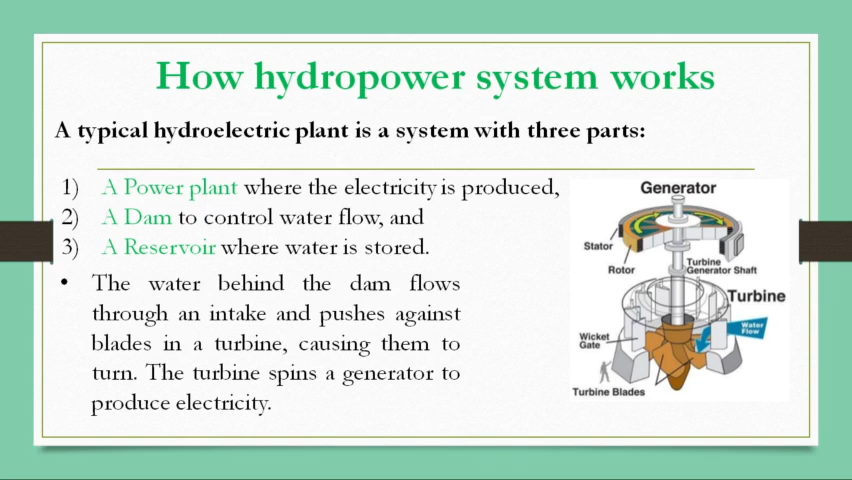 How hydropower system works
A typical hydroelectric plant is a system with three parts:
1) A Power plant where the electricity is produced,
2) A Dam to control water flow, and
3) A Reservoir where water is stored.
• The water behind the dam flows
through an intake and pushes against
blades in a turbine, causing them to
turn. The turbine spins a generator to
produce electricity.
Generator
Stator
Rotor
Turbine
Generator Shaft
Turbine
Water
Flow
Wicket
Gate
Turbine Blades